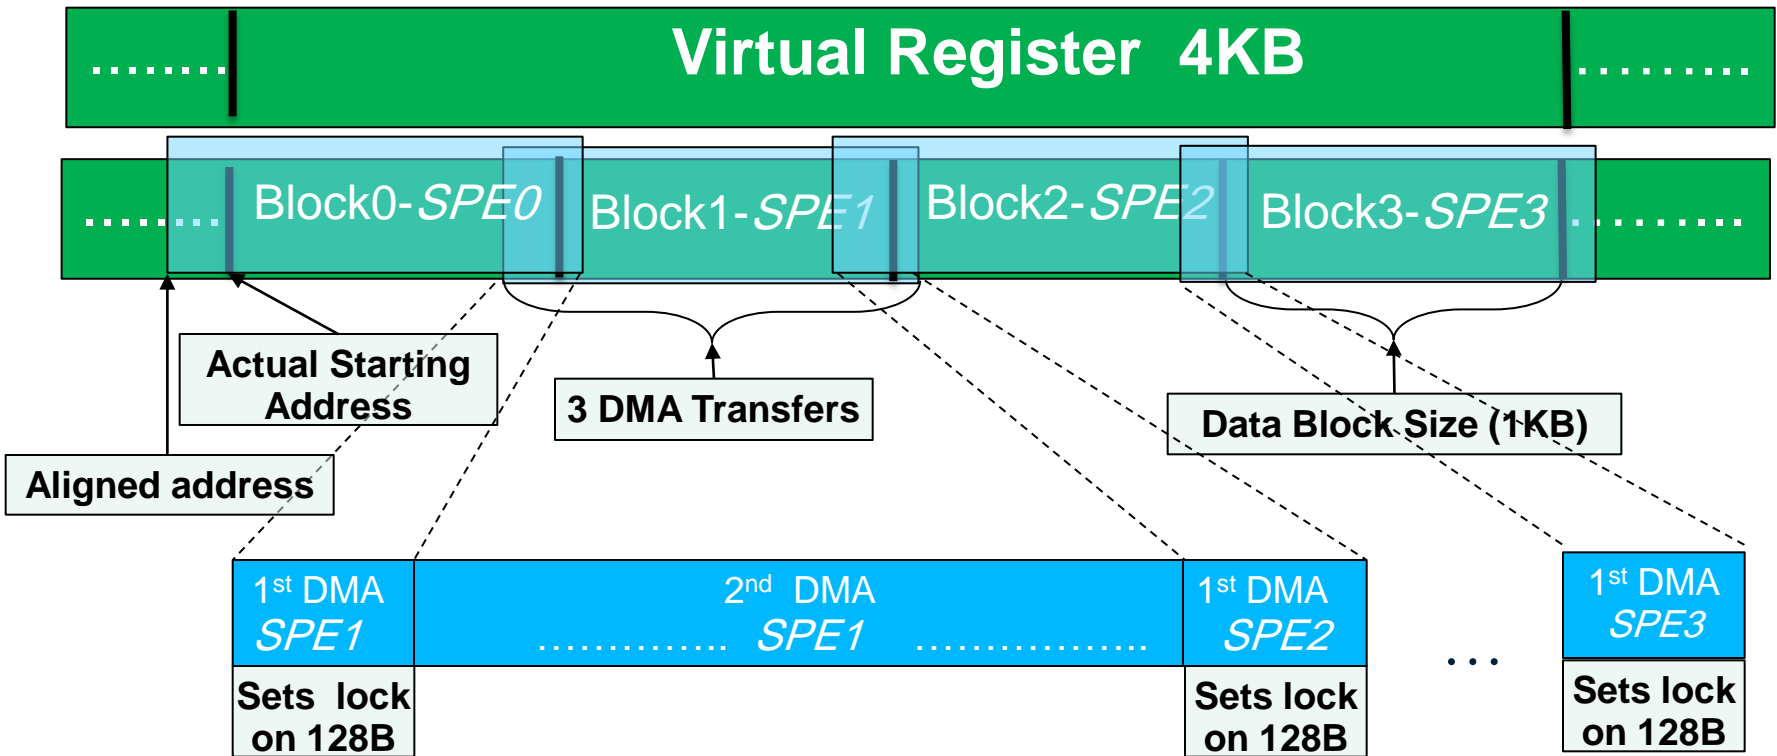 Virtual Register 4KB
Block0-SPE0
Block1-SPE1
Block2-SPE2
Block3-SPE3
Actual Starting
Address
3 DMA Transfers
Data Block Size (1KB)
Aligned address
1st DMA
SPE1
2nd DMA
.............. SPE1 .................
1st DMA
SPE2
...
1st DMA
SPE3
Sets lock
on 128B
Sets lock
on 128B
Sets lock
on 128B